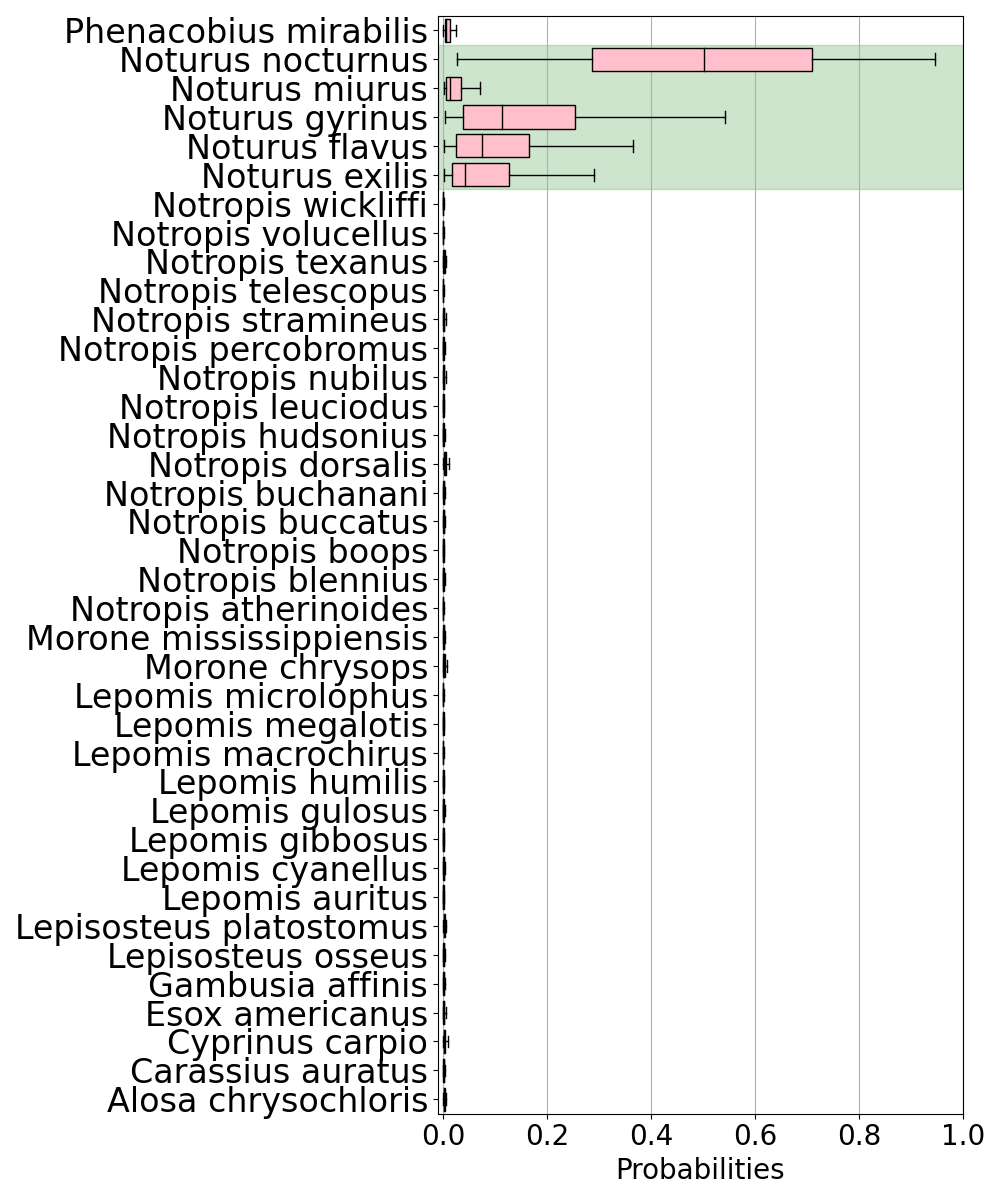 Phenacobius mirabilis
Noturus nocturnus
Noturus miurus
Noturus gyrinus
Noturus flavus
Noturus exilis
Notropis wickliffi
Notropis volucellus
Notropis texanus
Notropis telescopus
Notropis stramineus
Notropis percobromus
Notropis nubilus
Notropis leuciodus
Notropis hudsonius
Notropis dorsalis
Notropis buchanani
Notropis buccatus
Notropis boops
Notropis blennius
Notropis atherinoides
Morone mississippiensis
Morone chrysops
Lepomis microlophus
Lepomis megalotis
Lepomis macrochirus
Lepomis humilis
Lepomis gulosus
Lepomis gibbosus
Lepomis cyanellus
Lepomis auritus
Lepisosteus platostomus
Lepisosteus osseus
Gambusia affinis
Esox americanus
Cyprinus carpio
Carassius auratus
Alosa chrysochloris
0.0 0.2 0.4 0.6 0.8 1.0
Probabilities